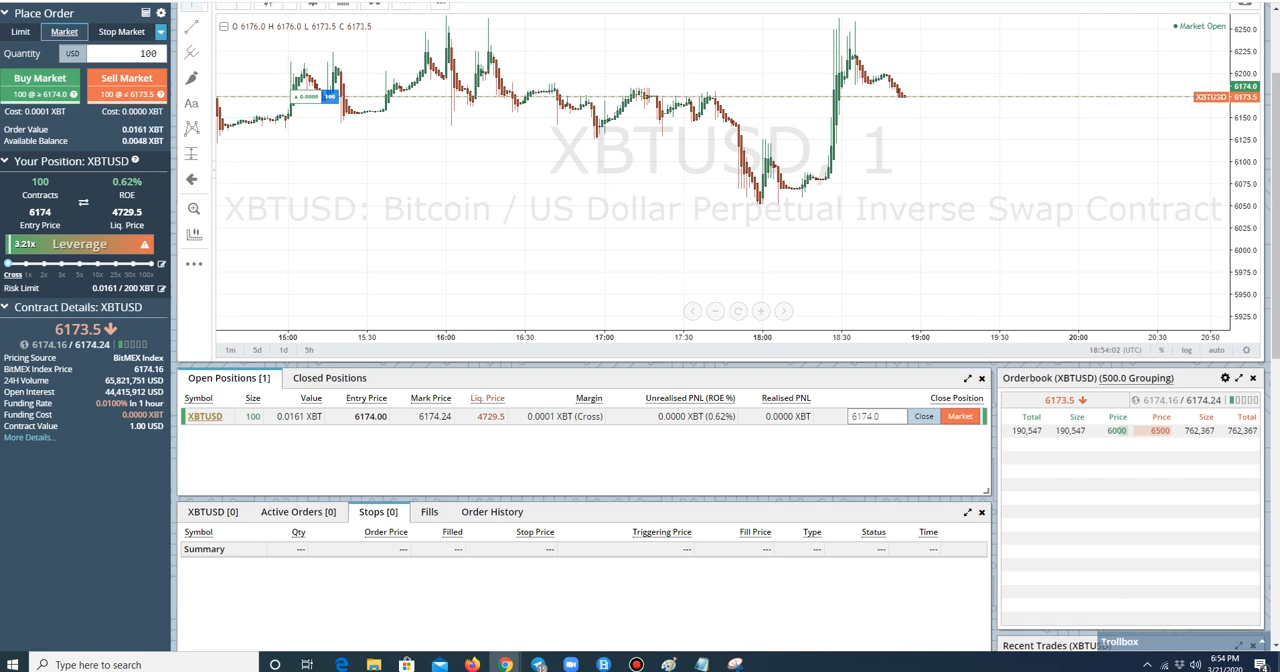 Place Order
Limit Market Stop Market
Quantity USD 100
Buy Market Sell Market
100 @ ≥ 6174.0 100 @ < 6173.5
Cost: 0.0001 XBT Cost: 0.0000 XBT
Order Value 0.0161 XBT
Available Balance 0.0048 XBT
Your Position: XBTUSD
100 0.62%
Contracts ROE
6174 4729.5
Entry Price Liq. Price
3.21x Leverage
Cross 1x 2x 3x 5x 10x 25x 50x 100x
Risk Limit 0.0161 / 200 XBT
Contract Details: XBTUSD
6173.5
6174.16 / 6174.24
Pricing Source BitMEX Index
BitMEX Index Price 6174.16
24H Volume 65,821,751 USD
Open Interest 44,415,912 USD
Funding Rate 0.0100% In 1 hour
Funding Cost 0.0000 XBT
Contract Value 1.00 USD
More Details...
Aa
O 6176.0 H 6176.0 L 6173.5 C 6173.5
Market Open
0.0000 100
XBTUSD, 1
XBTUSD: Bitcoin / US Dollar Perpetual Inverse Swap Contract
6250.0
6225.0
6200.0
6174.0
XBTUSD 6173.5
6150.0
6125.0
6100.0
6075.0
6050.0
6025.0
6000.0
5975.0
5950.0
5925.0
15:00 15:30 16:00 16:30 17:00 17:30 18:00 18:30 19:00 19:30 20:00 20:30 20:50
1m 5d 1d 5h 18:54:02 (UTC) % log auto
Open Positions [1] Closed Positions
Symbol Size Value Entry Price Mark Price Liq. Price Margin Unrealised PNL (ROE %) Realised PNL Close Position
XBTUSD 100 0.0161 XBT 6174.00 6174.24 4729.5 0.0001 XBT (Cross) 0.0000 XBT (0.62%) 0.0000 XBT 6174.0 Close Market
XBTUSD [0] Active Orders [0] Stops [0] Fills Order History
Symbol Qty Order Price Filled Stop Price Triggering Price Fill Price Type Status Time
Summary --- --- --- --- --- --- --- --- ---
Orderbook (XBTUSD) (500.0 Grouping)
6173.5 6174.16 / 6174.24
Total Size Price Price Size Total
190,547 190,547 6000 6500 762,367 762,367
Recent Trades (XBTUS
Trollbox
Type here to search
6:54 PM
3/21/2020